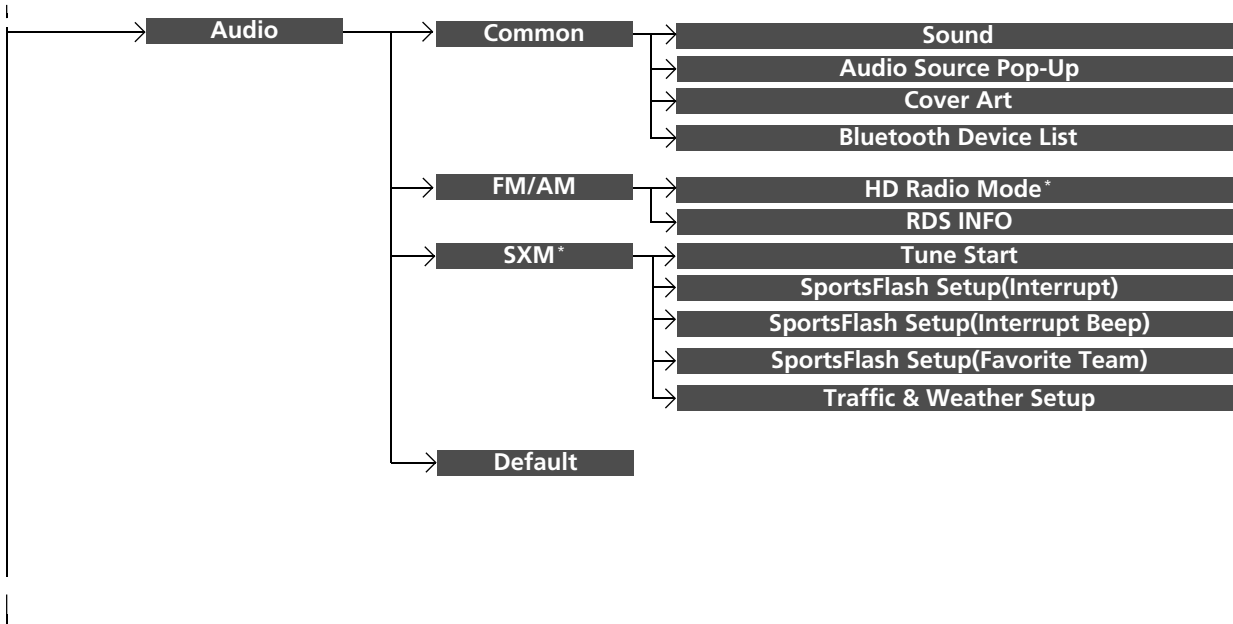 Audio
Common
Sound
Audio Source Pop-Up
Cover Art
Bluetooth Device List
FM/AM
HD Radio Mode*
RDS INFO
SXM*
Tune Start
SportsFlash Setup(Interrupt)
SportsFlash Setup(Interrupt Beep)
SportsFlash Setup(Favorite Team)
Traffic & Weather Setup
Default